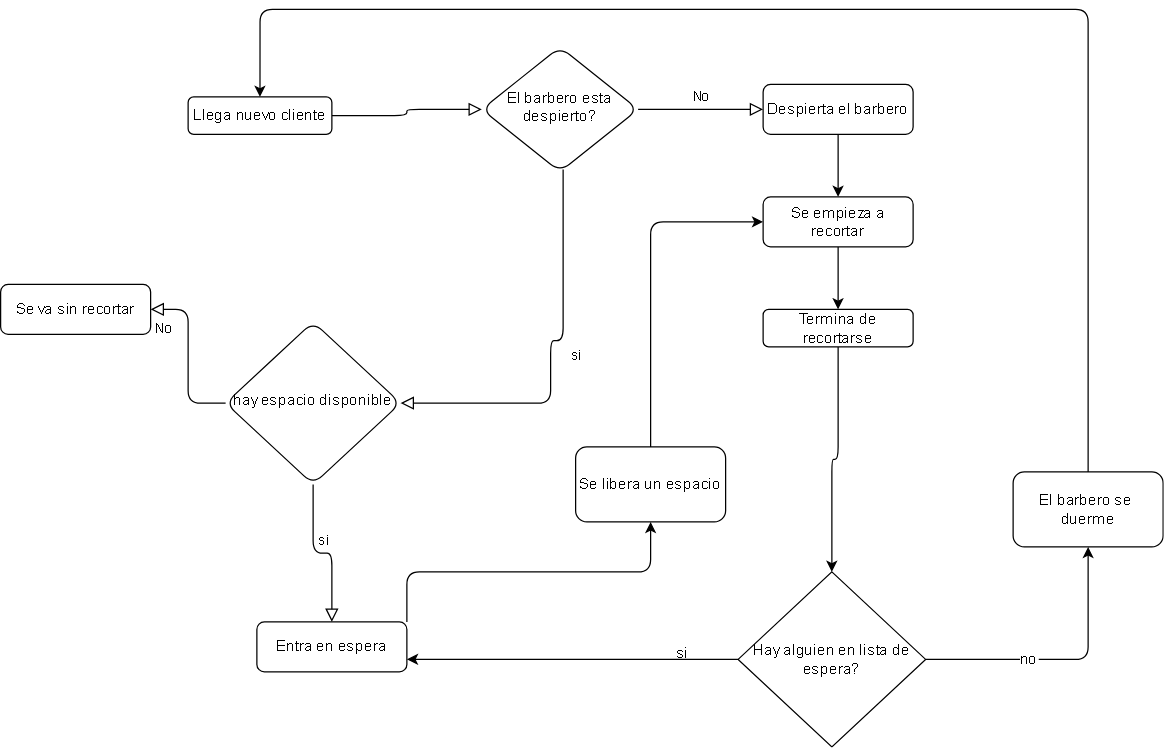 El barbero esta
despierto?
No
Llega nuevo cliente
Despierta el barbero
Se empieza a
recortar
Se va sin recortar
No
Termina de
recortarse
si
hay espacio disponible
Se libera un espacio
El barbero se
duerme
si
Entra en espera
si
Hay alguien en lista de
espera?
no